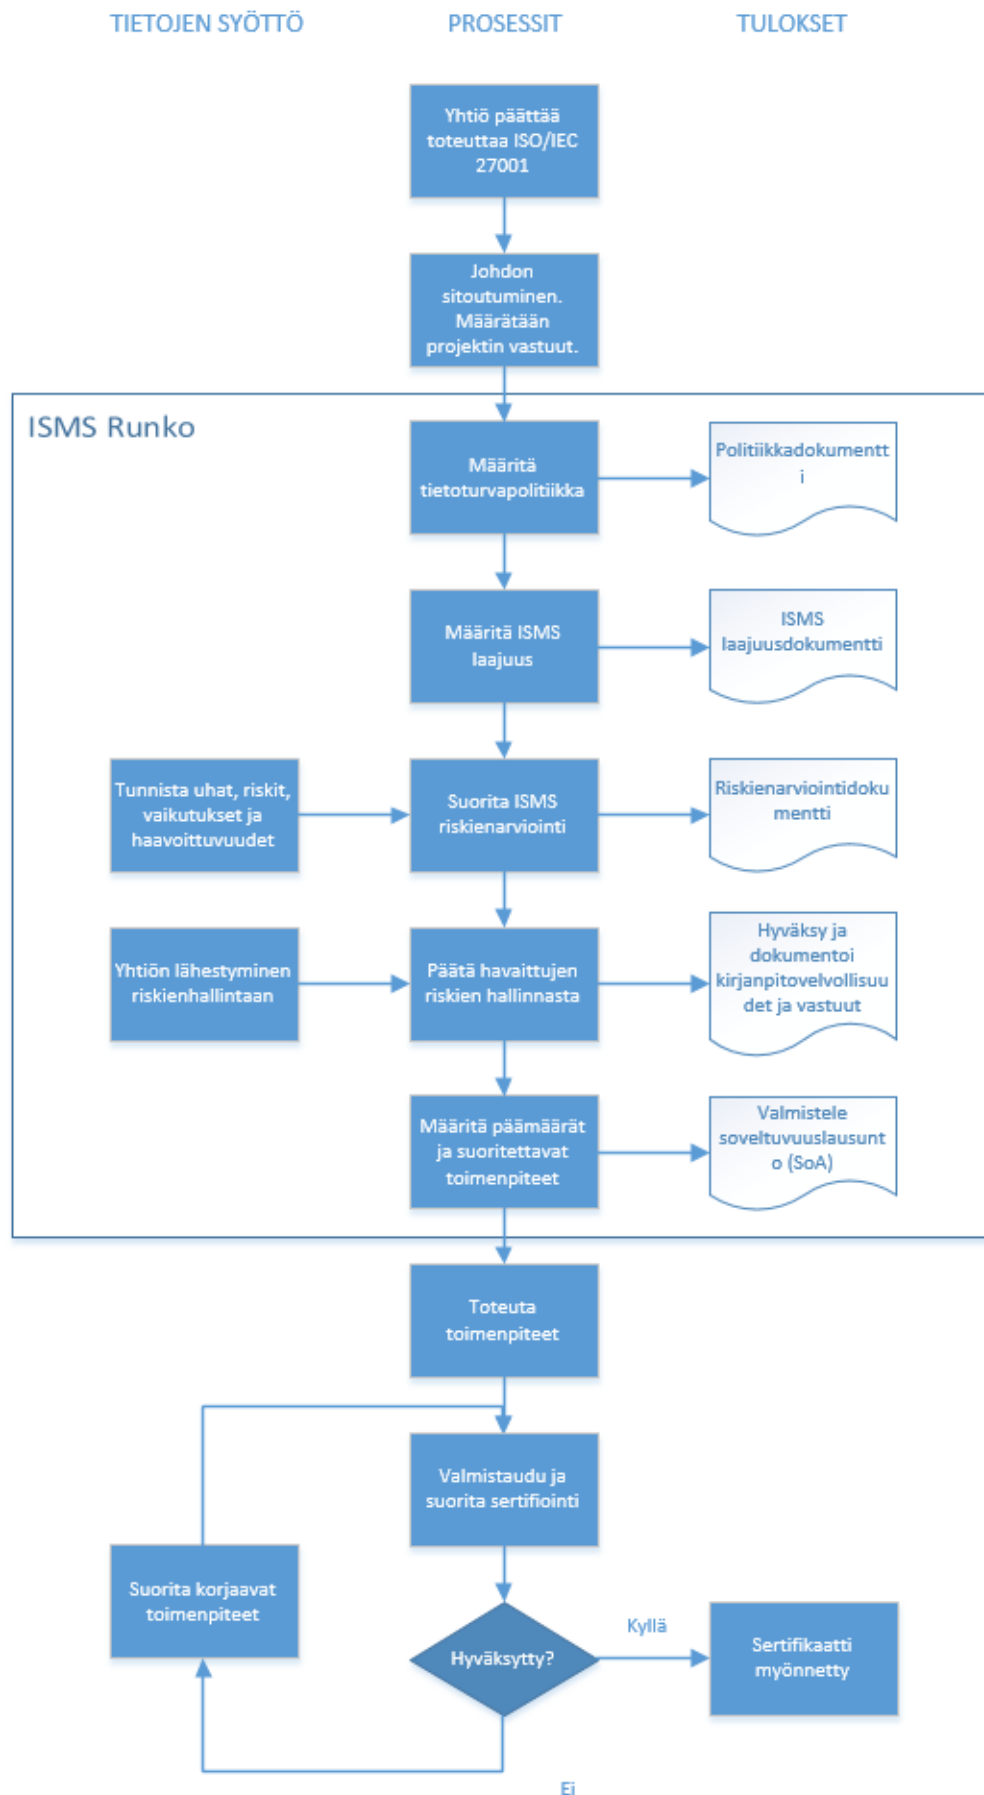 TIETOJEN SYÖTTÖ
PROSESSIT
TULOKSET
Yhtiö päättää
toteuttaa ISO/IEC
27001
Johdon
sitoutuminen.
Määrätään
projektin vastuut.
ISMS Runko
Määritä
tietoturvapolitiikka
Politiikkadokumentt
i
Määritä ISMS
laajuus
ISMS
laajuusdokumentti
Tunnista uhat, riskit,
vaikutukset ja
haavoittuvuudet
Suorita ISMS
riskienarviointi
Riskienarviointidoku
mentti
Yhtiön lähestyminen
riskienhallintaan
Päätä havaittujen
riskien hallinnasta
Hyväksy ja
dokumentoi
kirjanpitovelvollisuu
det ja vastuut
Määritä päämäärät
ja suoritettavat
toimenpiteet
Valmistele
soveltuvuuslausunt
o (SoA)
Toteuta
toimenpiteet
Valmistaudu ja
suorita sertifiointi
Suorita korjaavat
toimenpiteet
Hyväksytty?
Kyllä
Sertifikaatti
myönnetty
Ei